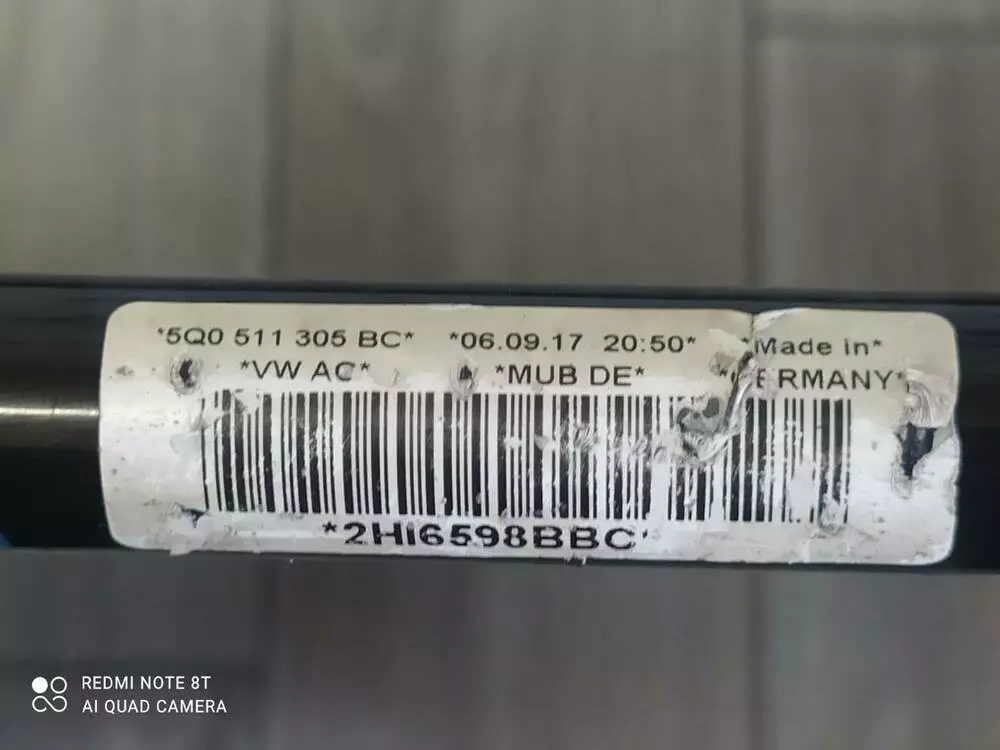 *5Q0 511 305 BC* *06.09.17 20:50* *Made in*
*VW AC* *MUB DE* *GERMANY*
*2HI6598BBC*
REDMI NOTE 8T
AI QUAD CAMERA